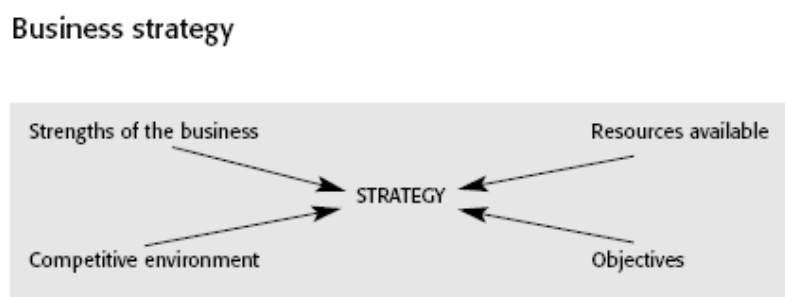 Business strategy
Strengths of the business
Resources available
STRATEGY
Competitive environment
Objectives